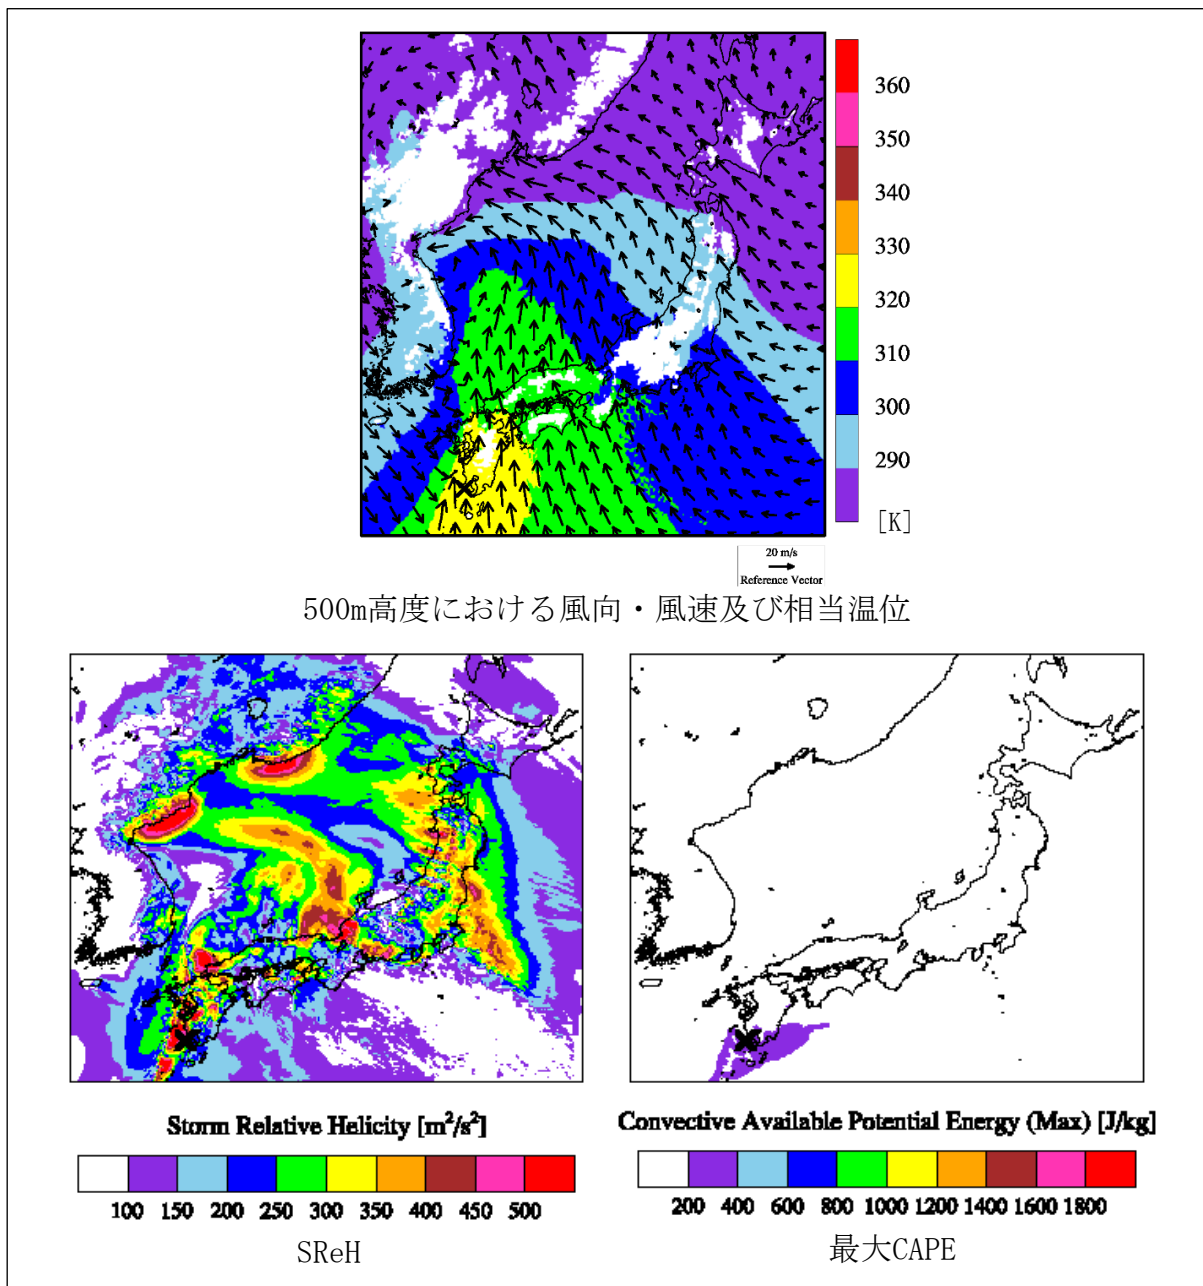 360
350
340
330
320
310
300
290
[K]
20 m/s
Reference Vector
500m高度における風向・風速及び相当温位
Storm Relative Helicity [m²/s²]
100 150 200 250 300 350 400 450 500
SReH
Convective Available Potential Energy (Max) [J/kg]
200 400 600 800 1000 1200 1400 1600 1800
最大CAPE